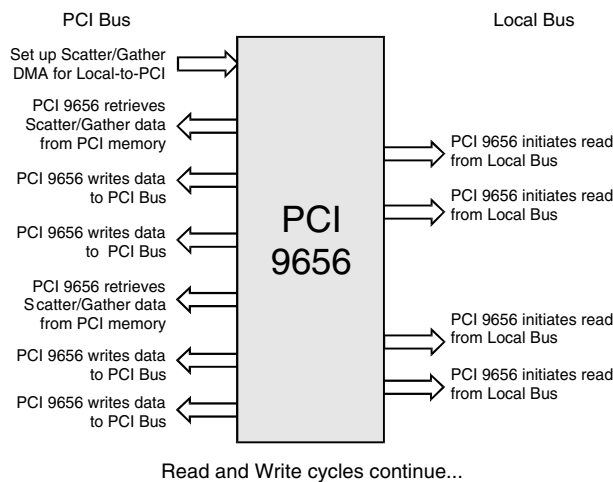 PCI Bus
Local Bus
Set up Scatter/Gather
DMA for Local-to-PCI
PCI 9656 retrieves
Scatter/Gather data
from PCI memory
PCI 9656 writes data
to PCI Bus
PCI 9656 writes data
to PCI Bus
PCI 9656 retrieves
Scatter/Gather data
from PCI memory
PCI 9656 writes data
to PCI Bus
PCI 9656 writes data
to PCI Bus
PCI
9656
PCI 9656 initiates read
from Local Bus
PCI 9656 initiates read
from Local Bus
PCI 9656 initiates read
from Local Bus
PCI 9656 initiates read
from Local Bus
Read and Write cycles continue...